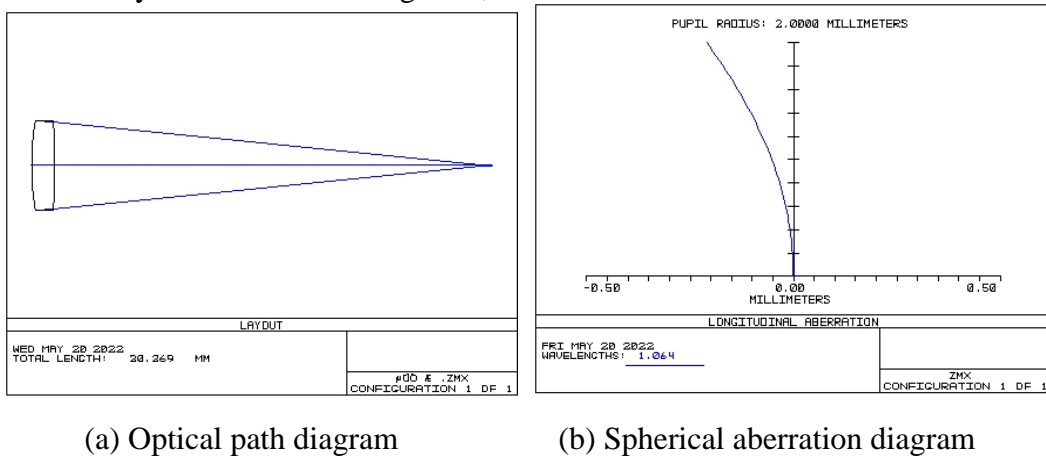 LAYOUT
WED MAY 20 2022
TOTAL LENGTH: 20.269 MM
.ZMX
CONFIGURATION 1 OF 1
PUPIL RADIUS: 2.0000 MILLIMETERS
-0.50 0.00 0.50
MILLIMETERS
LONGITUDINAL ABERRATION
FRI MAY 20 2022
WAVELENGTHS: 1.064
ZMX
CONFIGURATION 1 OF 1
(a) Optical path diagram
(b) Spherical aberration diagram